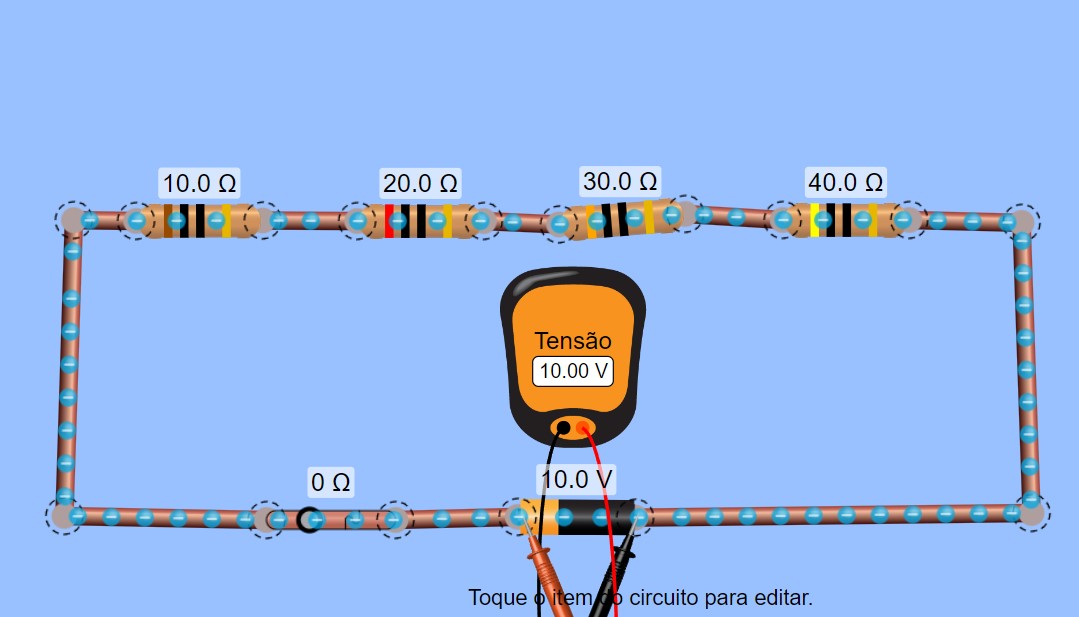 10.0 Ω
20.0 Ω
30.0 Ω
40.0 Ω
Tensão
10.00 V
0 Ω
10.0 V
Toque o item do circuito para editar.